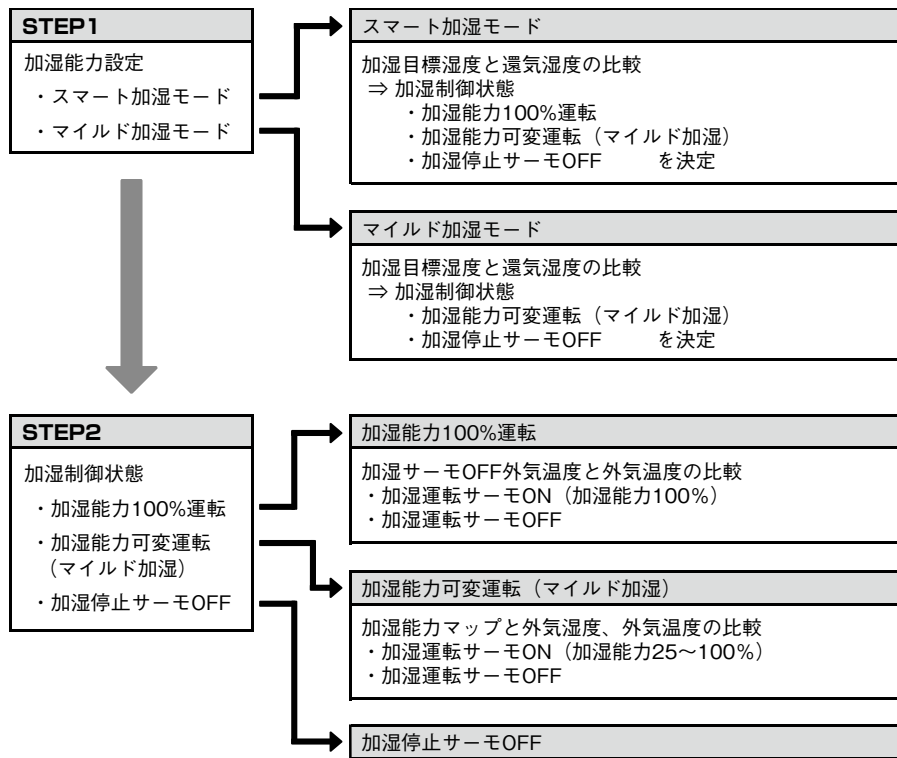 STEP1
加湿能力設定
・スマート加湿モード
・マイルド加湿モード
スマート加湿モード
加湿目標湿度と還気湿度の比較
⇒ 加湿制御状態
・加湿能力100%運転
・加湿能力可変運転（マイルド加湿）
・加湿停止サーモOFF を決定
マイルド加湿モード
加湿目標湿度と還気湿度の比較
⇒ 加湿制御状態
・加湿能力可変運転（マイルド加湿）
・加湿停止サーモOFF を決定
STEP2
加湿制御状態
・加湿能力100%運転
・加湿能力可変運転
（マイルド加湿）
・加湿停止サーモOFF
加湿能力100%運転
加湿サーモOFF外気温度と外気温度の比較
・加湿運転サーモON（加湿能力100%）
・加湿運転サーモOFF
加湿能力可変運転（マイルド加湿）
加湿能力マップと外気湿度、外気温度の比較
・加湿運転サーモON（加湿能力25～100%）
・加湿運転サーモOFF
加湿停止サーモOFF